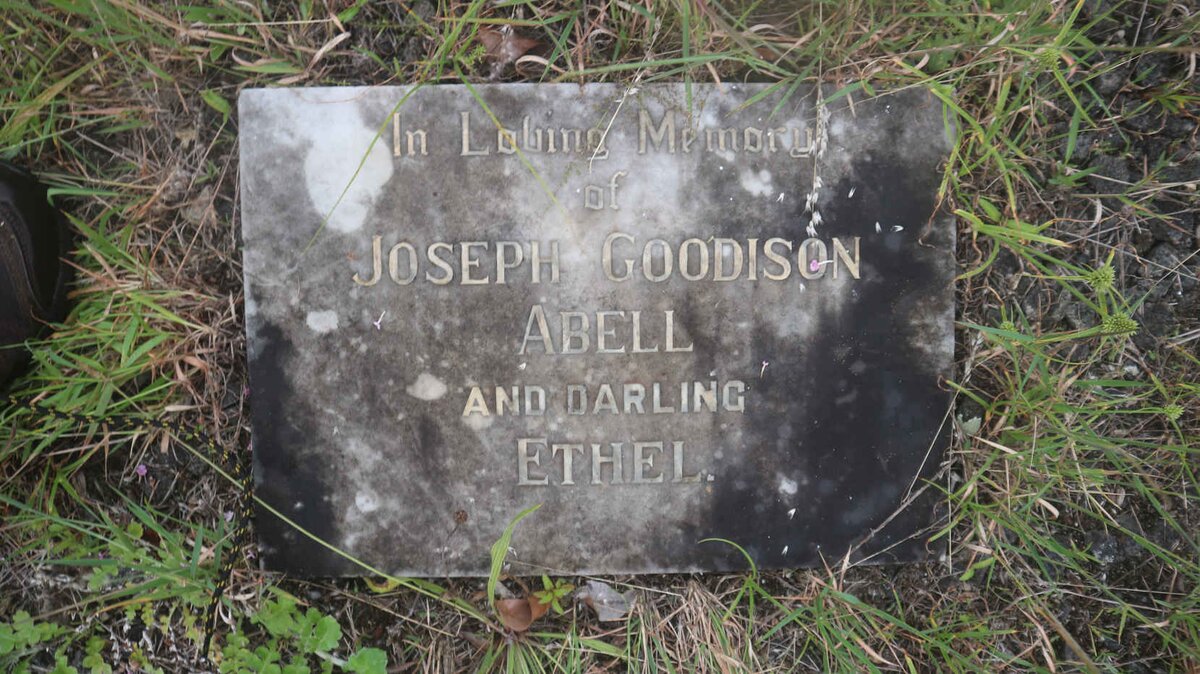 In Loving Memory
of
JOSEPH GOODISON
ABELL
AND DARLING
ETHEL.